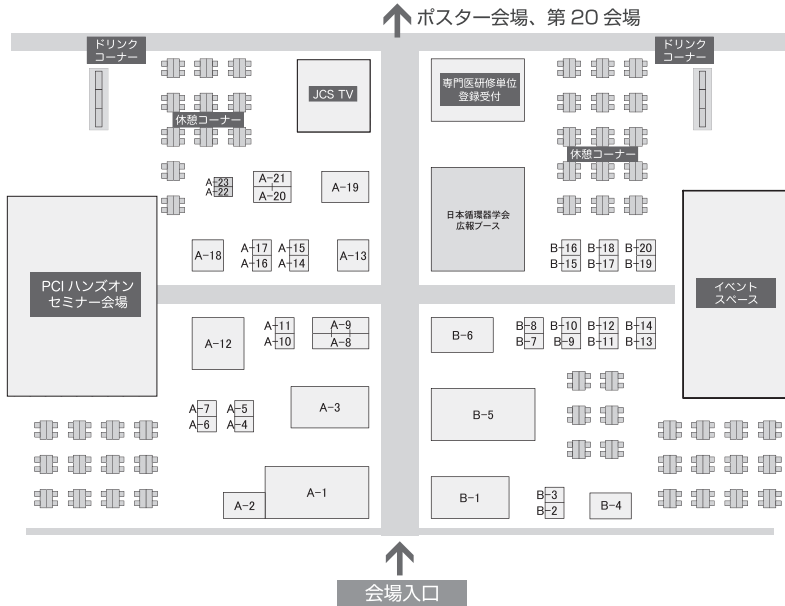 ポスター会場、第20会場
ドリンク
コーナー
ドリンク
コーナー
JCS TV
専門医研修単位
登録受付
休憩コーナー
休憩コーナー
A-23
A-22
A-21
A-20
A-19
日本循環器学会
広報ブース
A-18
A-17
A-16
A-15
A-14
A-13
B-16
B-15
B-18
B-17
B-20
B-19
PCIハンズオン
セミナー会場
イベント
スペース
A-12
A-11
A-10
A-9
A-8
B-6
B-8
B-7
B-10
B-9
B-12
B-11
B-14
B-13
A-7
A-6
A-5
A-4
A-3
B-5
A-2
A-1
B-1
B-3
B-2
B-4
会場入口